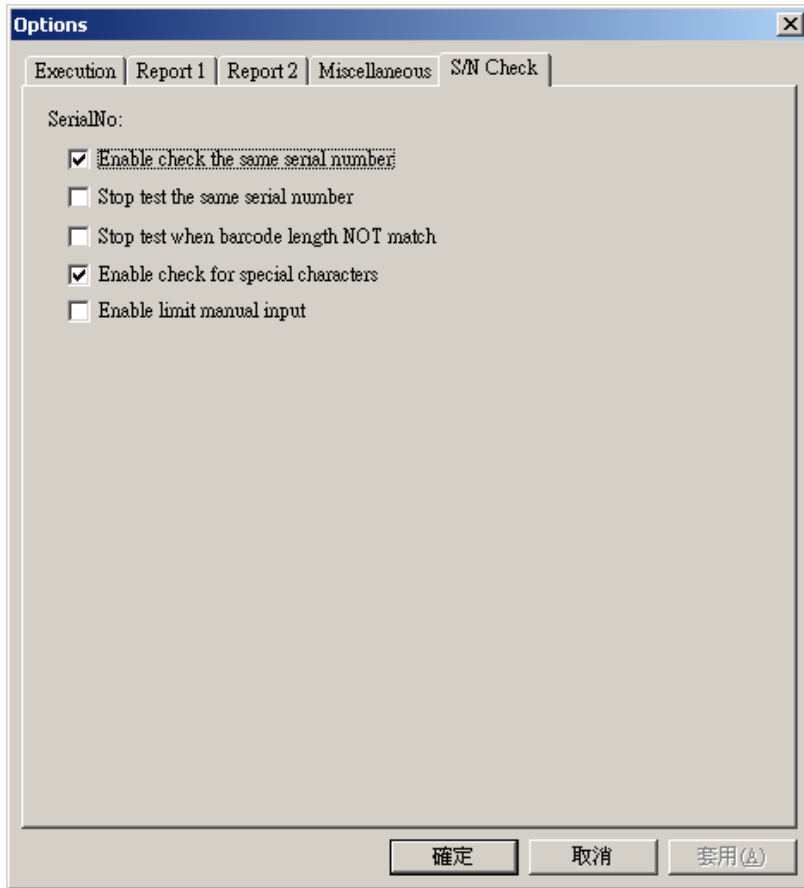 Options
Execution Report 1 Report 2 Miscellaneous S/N Check
SerialNo:
Enable check the same serial number
Stop test the same serial number
Stop test when barcode length NOT match
Enable check for special characters
Enable limit manual input
確定 取消 套用(A)